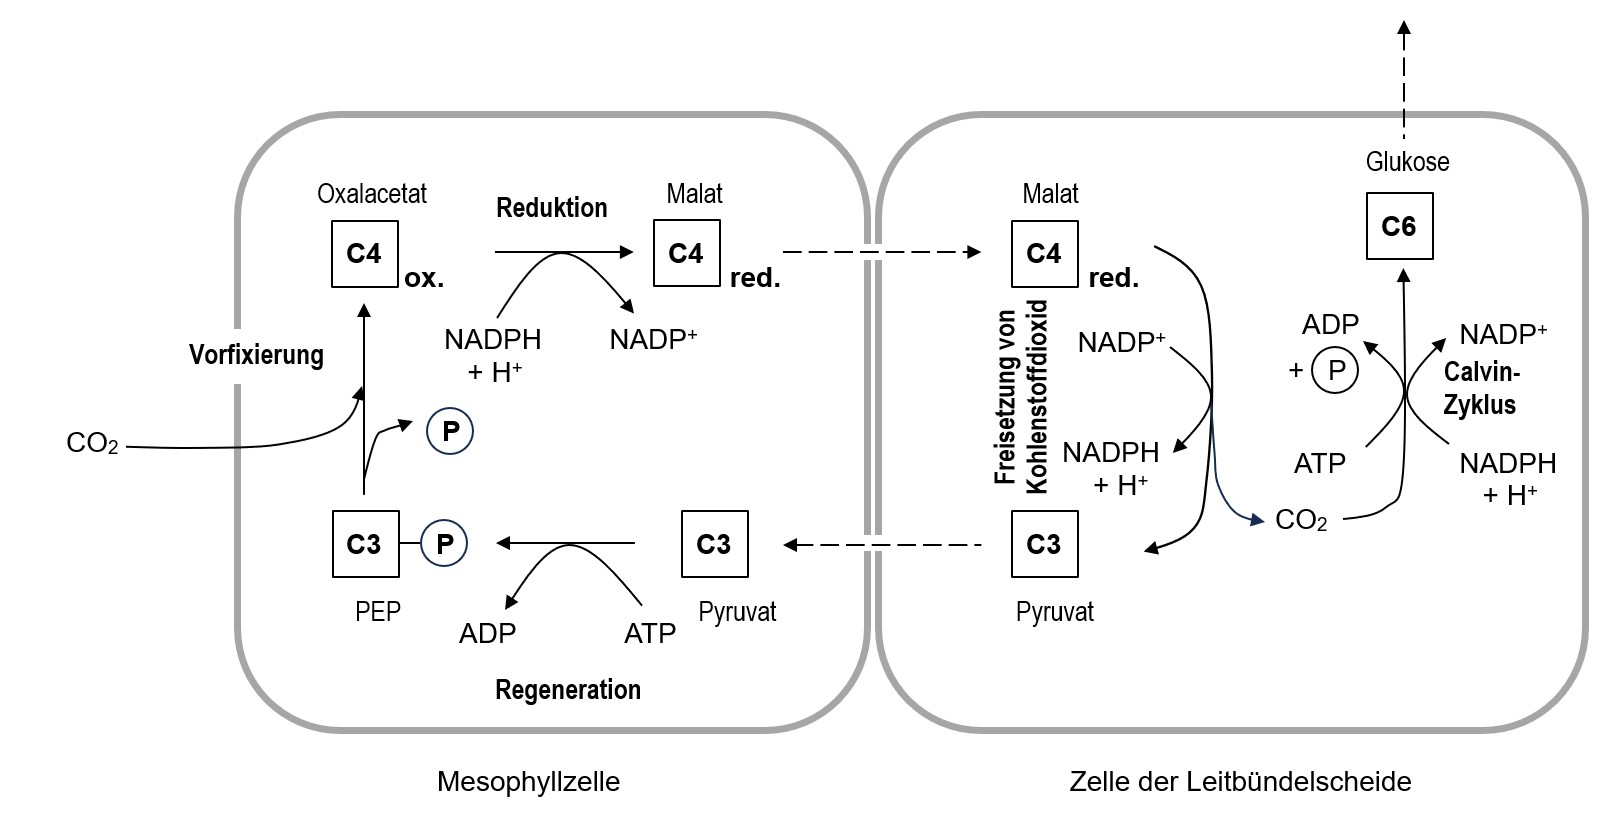 Glukose
Oxalacetat
Reduktion
Malat
Malat
C4
ox.
C4
red.
C4
red.
C6
Vorfixierung
NADPH
+ H⁺
NADP⁺
Freisetzung von
Kohlenstoffdioxid
NADP⁺
ADP
+ P
NADP⁺
Calvin-
Zyklus
CO₂
P
NADPH
+ H⁺
ATP
NADPH
+ H⁺
CO₂
C3
P
C3
C3
PEP
ADP
ATP
Pyruvat
Pyruvat
Regeneration
Mesophyllzelle
Zelle der Leitbündelscheide